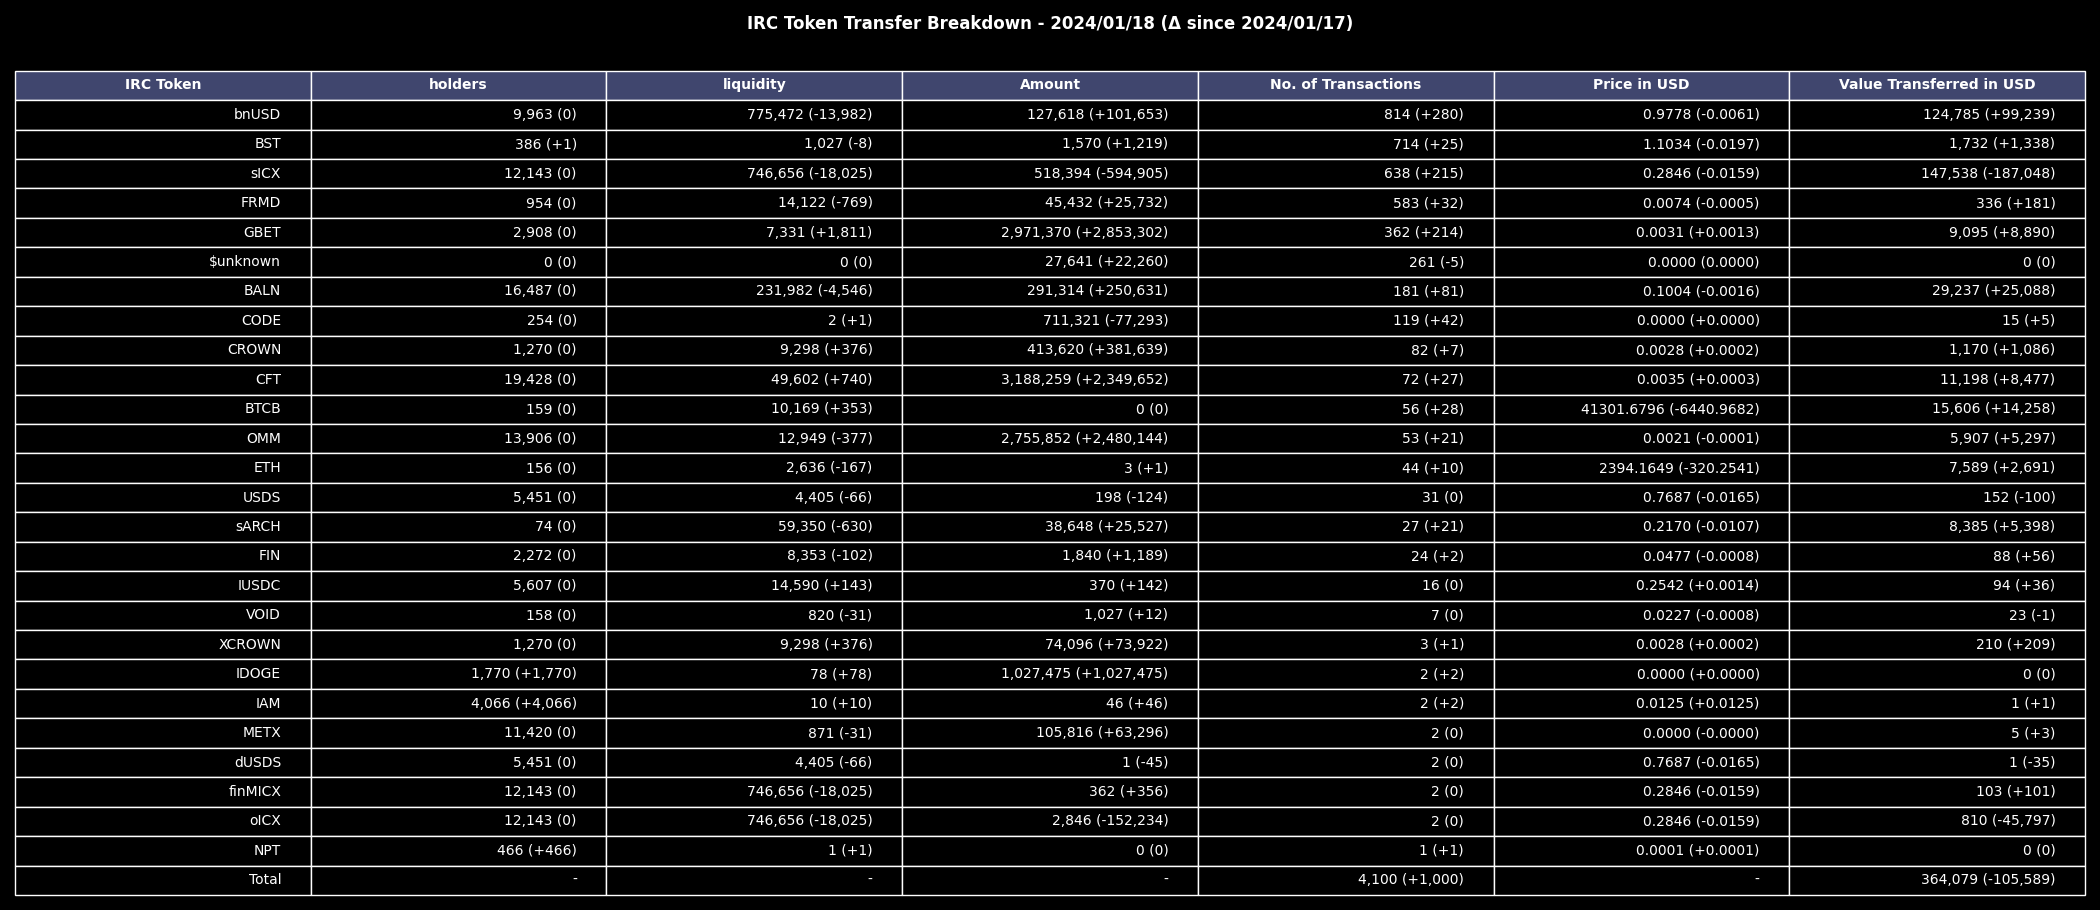 IRC Token Transfer Breakdown - 2024/01/18 (Δ since 2024/01/17)
IRC Token holders liquidity Amount No. of Transactions Price in USD Value Transferred in USD
bnUSD 9,963 (0) 775,472 (-13,982) 127,618 (+101,653) 814 (+280) 0.9778 (-0.0061) 124,785 (+99,239)
BST 386 (+1) 1,027 (-8) 1,570 (+1,219) 714 (+25) 1.1034 (-0.0197) 1,732 (+1,338)
sICX 12,143 (0) 746,656 (-18,025) 518,394 (-594,905) 638 (+215) 0.2846 (-0.0159) 147,538 (-187,048)
FRMD 954 (0) 14,122 (-769) 45,432 (+25,732) 583 (+32) 0.0074 (-0.0005) 336 (+181)
GBET 2,908 (0) 7,331 (+1,811) 2,971,370 (+2,853,302) 362 (+214) 0.0031 (+0.0013) 9,095 (+8,890)
$unknown 0 (0) 0 (0) 27,641 (+22,260) 261 (-5) 0.0000 (0.0000) 0 (0)
BALN 16,487 (0) 231,982 (-4,546) 291,314 (+250,631) 181 (+81) 0.1004 (-0.0016) 29,237 (+25,088)
CODE 254 (0) 2 (+1) 711,321 (-77,293) 119 (+42) 0.0000 (+0.0000) 15 (+5)
CROWN 1,270 (0) 9,298 (+376) 413,620 (+381,639) 82 (+7) 0.0028 (+0.0002) 1,170 (+1,086)
CFT 19,428 (0) 49,602 (+740) 3,188,259 (+2,349,652) 72 (+27) 0.0035 (+0.0003) 11,198 (+8,477)
BTCB 159 (0) 10,169 (+353) 0 (0) 56 (+28) 41301.6796 (-6440.9682) 15,606 (+14,258)
OMM 13,906 (0) 12,949 (-377) 2,755,852 (+2,480,144) 53 (+21) 0.0021 (-0.0001) 5,907 (+5,297)
ETH 156 (0) 2,636 (-167) 3 (+1) 44 (+10) 2394.1649 (-320.2541) 7,589 (+2,691)
USDS 5,451 (0) 4,405 (-66) 198 (-124) 31 (0) 0.7687 (-0.0165) 152 (-100)
sARCH 74 (0) 59,350 (-630) 38,648 (+25,527) 27 (+21) 0.2170 (-0.0107) 8,385 (+5,398)
FIN 2,272 (0) 8,353 (-102) 1,840 (+1,189) 24 (+2) 0.0477 (-0.0008) 88 (+56)
IUSDC 5,607 (0) 14,590 (+143) 370 (+142) 16 (0) 0.2542 (+0.0014) 94 (+36)
VOID 158 (0) 820 (-31) 1,027 (+12) 7 (0) 0.0227 (-0.0008) 23 (-1)
XCROWN 1,270 (0) 9,298 (+376) 74,096 (+73,922) 3 (+1) 0.0028 (+0.0002) 210 (+209)
IDOGE 1,770 (+1,770) 78 (+78) 1,027,475 (+1,027,475) 2 (+2) 0.0000 (+0.0000) 0 (0)
IAM 4,066 (+4,066) 10 (+10) 46 (+46) 2 (+2) 0.0125 (+0.0125) 1 (+1)
METX 11,420 (0) 871 (-31) 105,816 (+63,296) 2 (0) 0.0000 (-0.0000) 5 (+3)
dUSDS 5,451 (0) 4,405 (-66) 1 (-45) 2 (0) 0.7687 (-0.0165) 1 (-35)
finMICX 12,143 (0) 746,656 (-18,025) 362 (+356) 2 (0) 0.2846 (-0.0159) 103 (+101)
oICX 12,143 (0) 746,656 (-18,025) 2,846 (-152,234) 2 (0) 0.2846 (-0.0159) 810 (-45,797)
NPT 466 (+466) 1 (+1) 0 (0) 1 (+1) 0.0001 (+0.0001) 0 (0)
Total - - - 4,100 (+1,000) - 364,079 (-105,589)